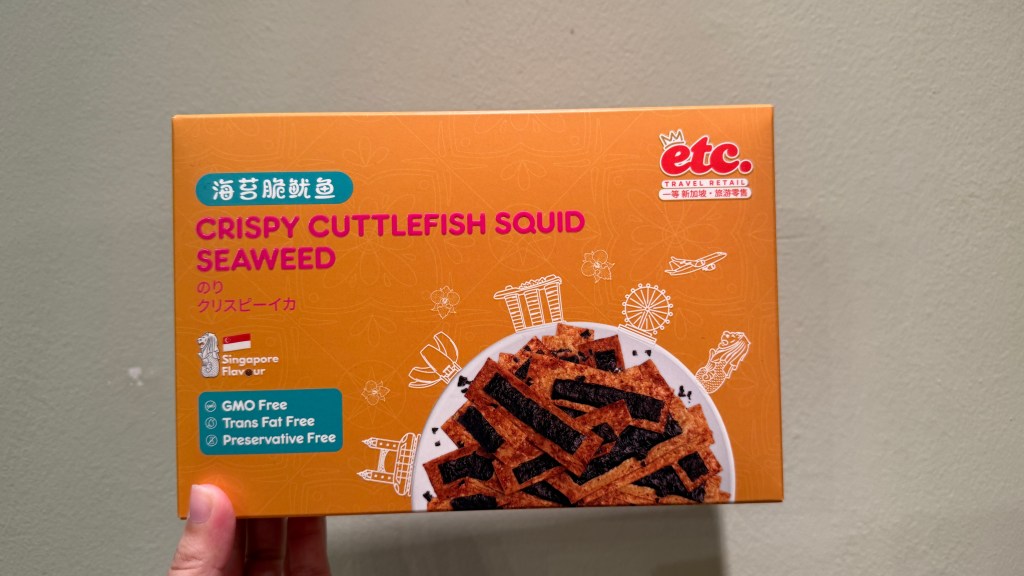 海苔脆鱿鱼
CRISPY CUTTLEFISH SQUID
SEAWEED
のり
クリスピーイカ
Singapore
Flavour
GMO Free
Trans Fat Free
Preservative Free
etc.
TRAVEL RETAIL
一等 新加坡・旅游零售